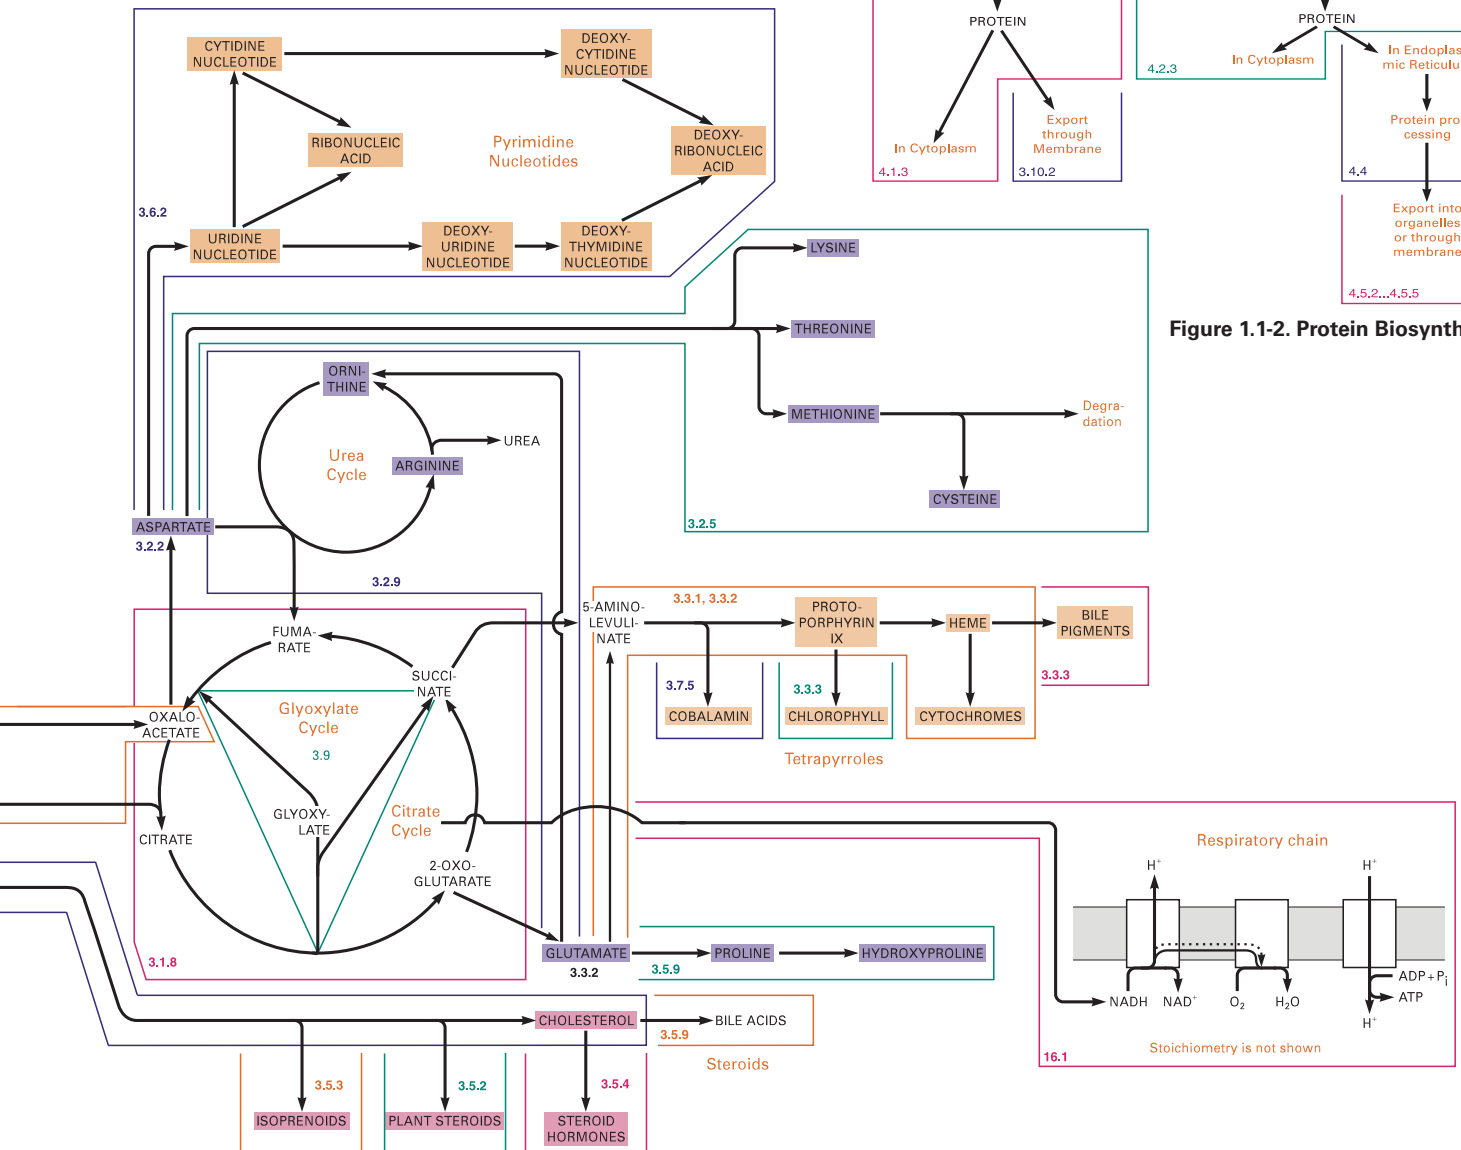 CYTIDINE
NUCLEOTIDE
DEOXY-
CYTIDINE
NUCLEOTIDE
RIBONUCLEIC
ACID
Pyrimidine
Nucleotides
DEOXY-
RIBONUCLEIC
ACID
3.6.2
URIDINE
NUCLEOTIDE
DEOXY-
URIDINE
NUCLEOTIDE
DEOXY-
THYMIDINE
NUCLEOTIDE
PROTEIN
In Cytoplasm
Export
through
Membrane
4.1.3
3.10.2
PROTEIN
In Cytoplasm
In Endoplas
mic Reticulu
4.2.3
Protein pro
cessing
4.4
Export into
organelles
or through
membrane
4.5.2...4.5.5
Figure 1.1-2. Protein Biosynth
LYSINE
THREONINE
METHIONINE
Degra-
dation
CYSTEINE
3.2.5
ORNI-
THINE
Urea
Cycle
UREA
ARGININE
ASPARTATE
3.2.2
3.2.9
FUMA-
RATE
SUCCI-
NATE
Glyoxylate
Cycle
3.9
OXALO-
ACETATE
GLYOXY-
LATE
Citrate
Cycle
CITRATE
2-OXO-
GLUTARATE
3.1.8
5-AMINO-
LEVULI-
NATE
3.3.1, 3.3.2
PROTO-
PORPHYRIN
IX
HEME
BILE
PIGMENTS
3.3.3
3.7.5
3.3.3
COBALAMIN
CHLOROPHYLL
CYTOCHROMES
Tetrapyrroles
GLUTAMATE
3.3.2
PROLINE
HYDROXYPROLINE
3.5.9
CHOLESTEROL
BILE ACIDS
3.5.9
Steroids
3.5.3
3.5.2
3.5.4
ISOPRENOIDS
PLANT STEROIDS
STEROID
HORMONES
Respiratory chain
H+
H+
NADH
NAD+
O2
H2O
ADP+Pi
ATP
H+
Stoichiometry is not shown
16.1